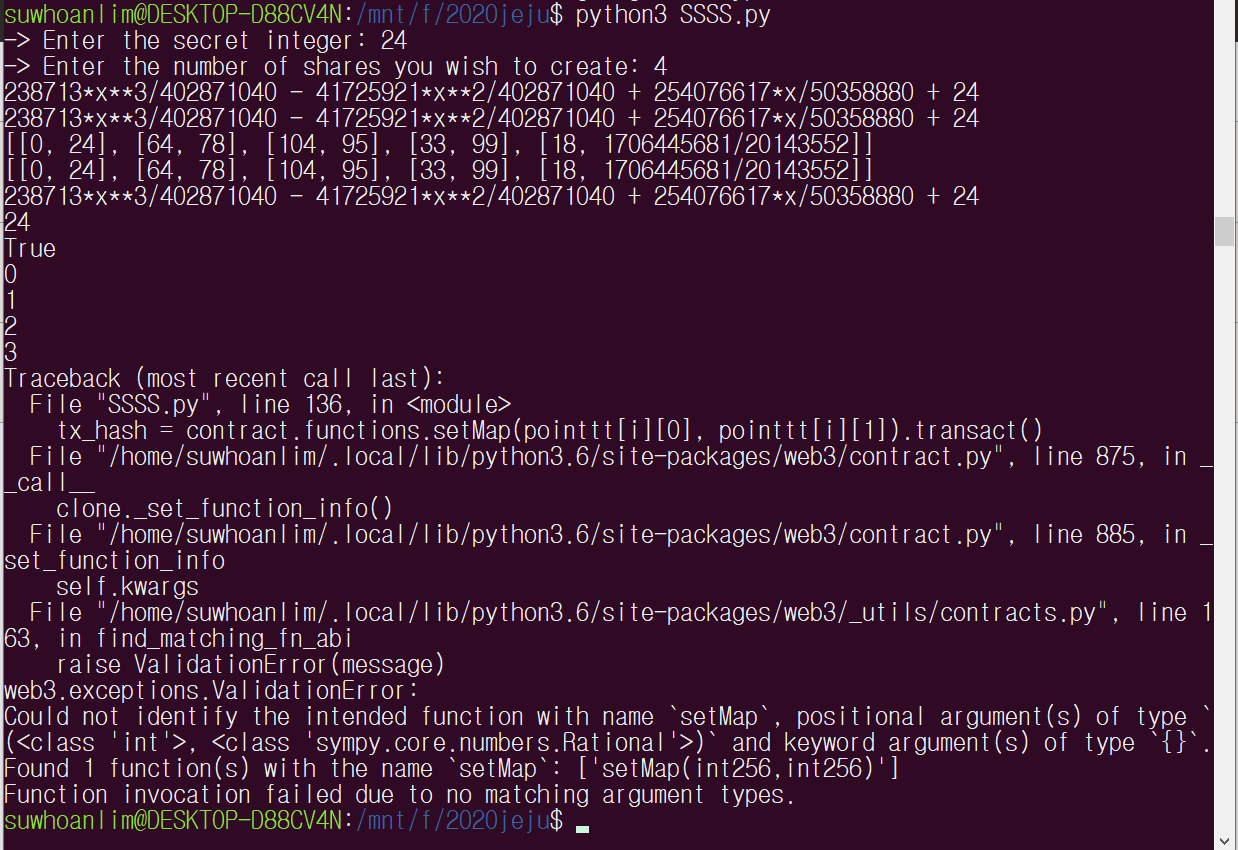 suwhoanlim@DESKTOP-D88CV4N:/mnt/f/2020jeju$ python3 SSSS.py
-> Enter the secret integer: 24
-> Enter the number of shares you wish to create: 4
238713*x**3/402871040 - 41725921*x**2/402871040 + 254076617*x/50358880 + 24
238713*x**3/402871040 - 41725921*x**2/402871040 + 254076617*x/50358880 + 24
[[0, 24], [64, 78], [104, 95], [33, 99], [18, 1706445681/20143552]]
[[0, 24], [64, 78], [104, 95], [33, 99], [18, 1706445681/20143552]]
238713*x**3/402871040 - 41725921*x**2/402871040 + 254076617*x/50358880 + 24
24
True
0
1
2
3
Traceback (most recent call last):
  File "SSSS.py", line 136, in <module>
    tx_hash = contract.functions.setMap(pointtt[i][0], pointtt[i][1]).transact()
  File "/home/suwhoanlim/.local/lib/python3.6/site-packages/web3/contract.py", line 875, in _
_call__
    clone._set_function_info()
  File "/home/suwhoanlim/.local/lib/python3.6/site-packages/web3/contract.py", line 885, in _
set_function_info
    self.kwargs
  File "/home/suwhoanlim/.local/lib/python3.6/site-packages/web3/_utils/contracts.py", line 1
63, in find_matching_fn_abi
    raise ValidationError(message)
web3.exceptions.ValidationError:
Could not identify the intended function with name `setMap`, positional argument(s) of type `
(<class 'int'>, <class 'sympy.core.numbers.Rational'>)` and keyword argument(s) of type `{}`.
Found 1 function(s) with the name `setMap`: ['setMap(int256,int256)']
Function invocation failed due to no matching argument types.
suwhoanlim@DESKTOP-D88CV4N:/mnt/f/2020jeju$